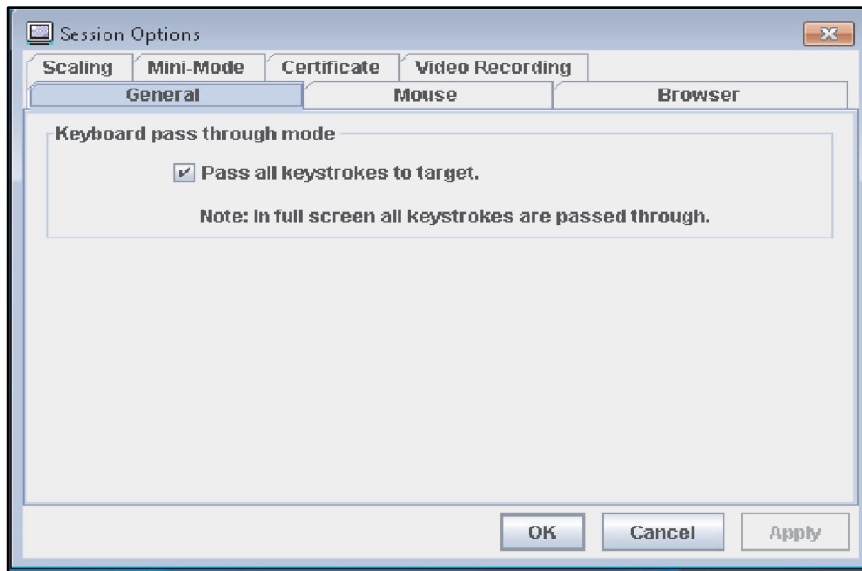 Session Options
Scaling Mini-Mode Certificate Video Recording
General Mouse Browser
Keyboard pass through mode
Pass all keystrokes to target.
Note: In full screen all keystrokes are passed through.
OK Cancel Apply